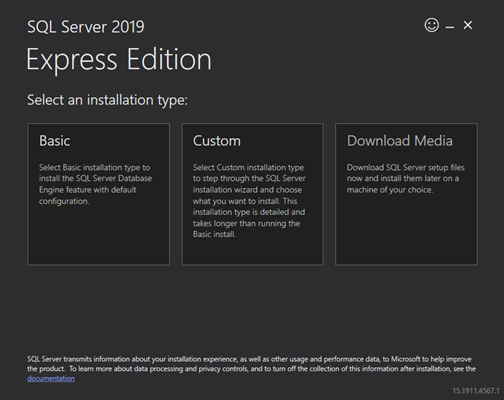 SQL Server 2019
Express Edition
Select an installation type:
Basic
Select Basic installation type to
install the SQL Server Database
Engine feature with default
configuration.
Custom
Select Custom installation type
to step through the SQL Server
installation wizard and choose
what you want to install. This
installation type is detailed and
takes longer than running the
Basic install.
Download Media
Download SQL Server setup files
now and install them later on a
machine of your choice.
SQL Server transmits information about your installation experience, as well as other usage and performance data, to Microsoft to help improve
the product. To learn more about data processing and privacy controls, and to turn off the collection of this information after installation, see the
documentation
15.1911.4567.1